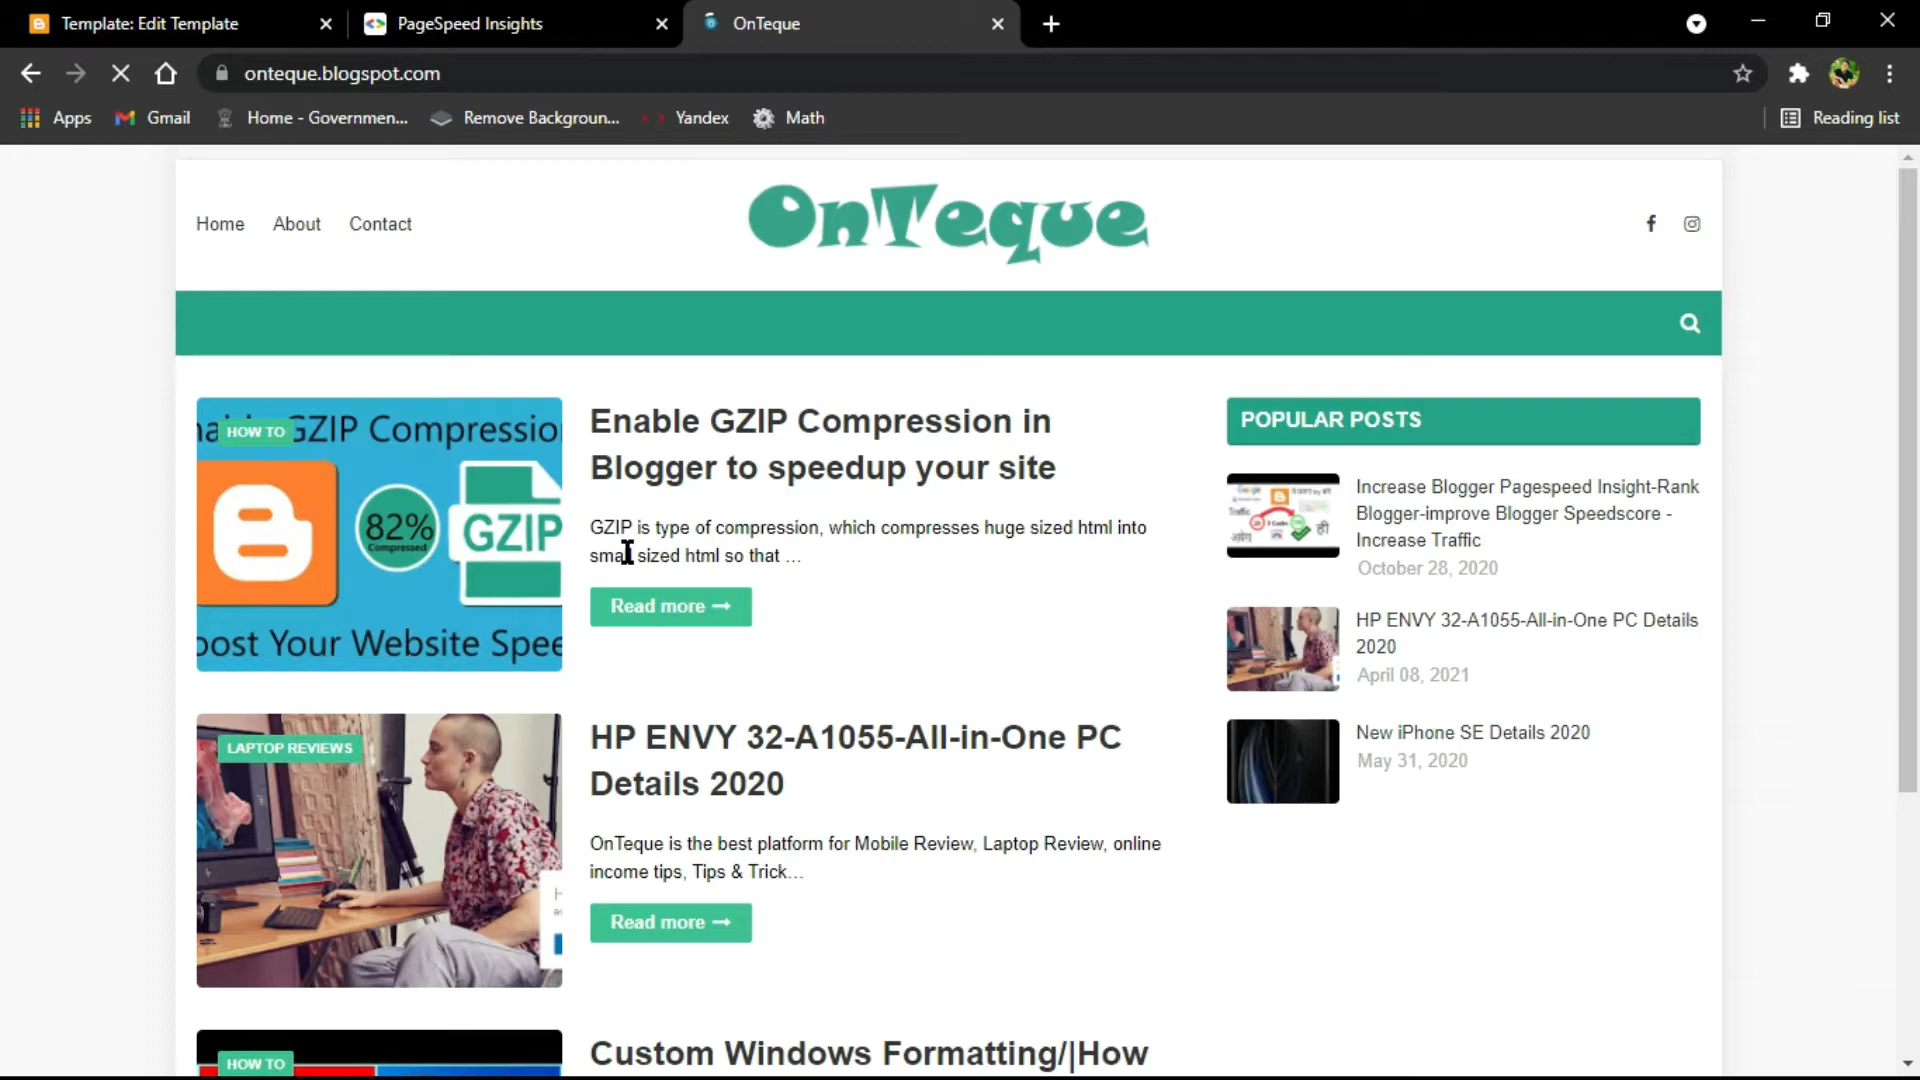 Template: Edit Template
PageSpeed Insights
OnTeque
onteque.blogspot.com
Apps
Gmail
Home - Governmen...
Remove Backgroun...
Yandex
Math
Reading list
Home
About
Contact
OnTeque
HOW TO
GZIP Compression
82%
Compressed
GZIP
Boost Your Website Speed
Enable GZIP Compression in
Blogger to speedup your site
GZIP is type of compression, which compresses huge sized html into
small sized html so that ...
Read more →
POPULAR POSTS
Increase Blogger Pagespeed Insight-Rank
Blogger-improve Blogger Speedscore -
Increase Traffic
October 28, 2020
HP ENVY 32-A1055-All-in-One PC Details
2020
April 08, 2021
New iPhone SE Details 2020
May 31, 2020
LAPTOP REVIEWS
HP ENVY 32-A1055-All-in-One PC
Details 2020
OnTeque is the best platform for Mobile Review, Laptop Review, online
income tips, Tips & Trick...
Read more →
HOW TO
Custom Windows Formatting/|How